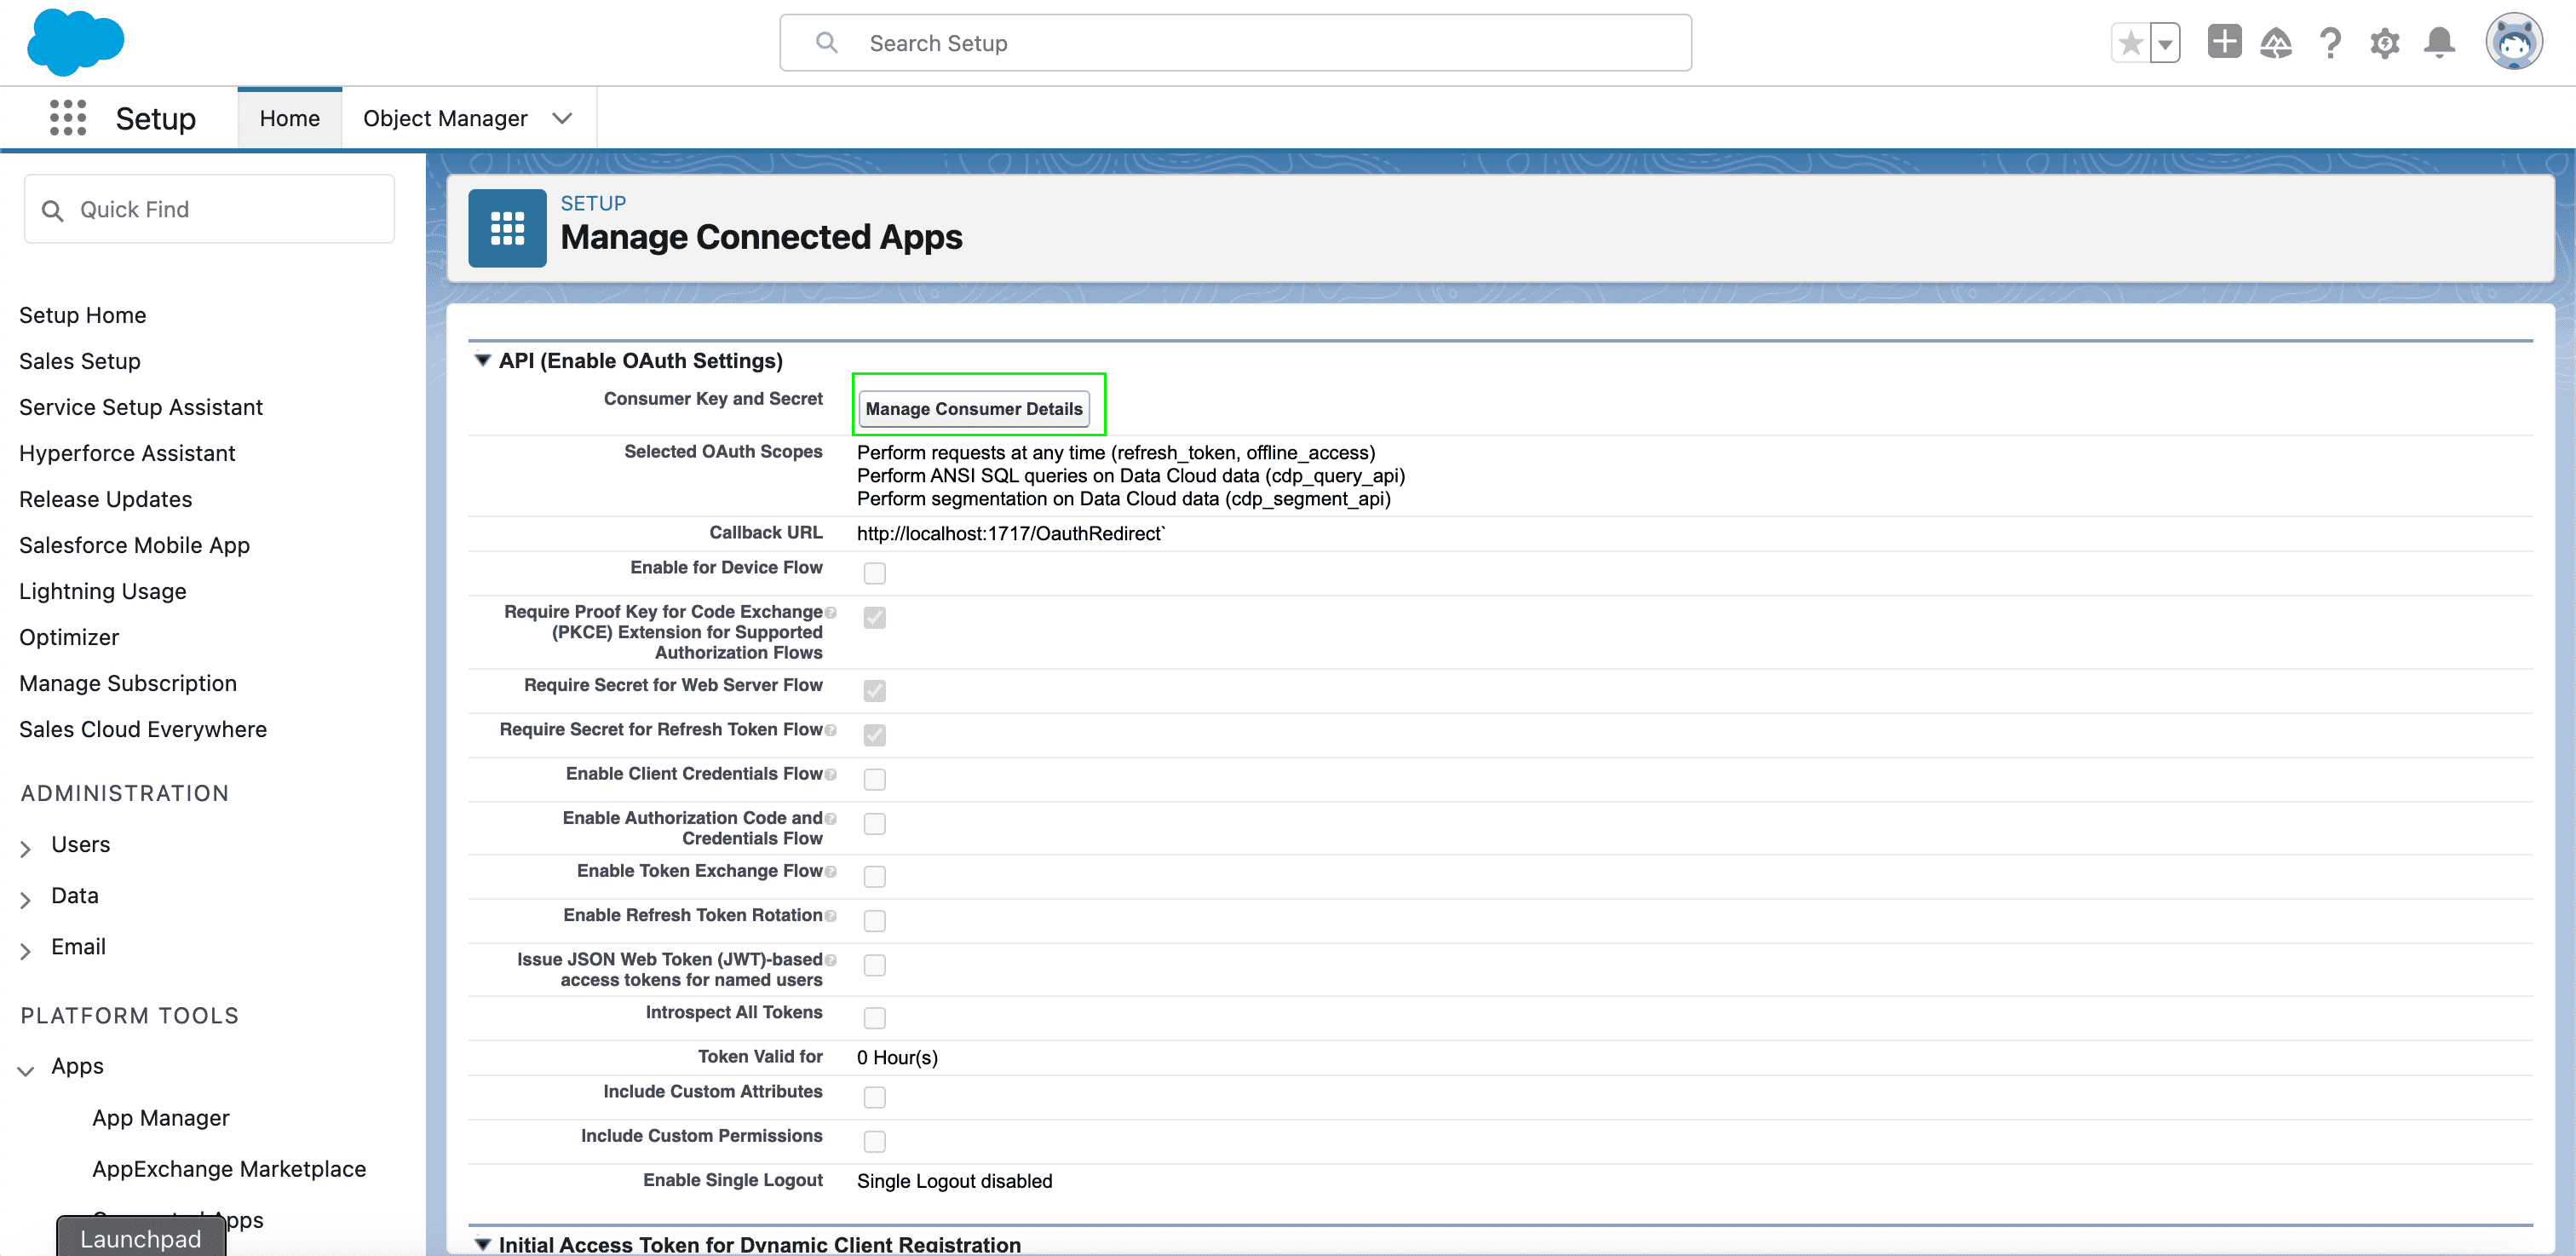 Search Setup
Setup
Home
Object Manager
Quick Find
Setup Home
Sales Setup
Service Setup Assistant
Hyperforce Assistant
Release Updates
Salesforce Mobile App
Lightning Usage
Optimizer
Manage Subscription
Sales Cloud Everywhere
ADMINISTRATION
Users
Data
Email
PLATFORM TOOLS
Apps
App Manager
AppExchange Marketplace
Launchpad
SETUP
Manage Connected Apps
API (Enable OAuth Settings)
Consumer Key and Secret
Manage Consumer Details
Selected OAuth Scopes
Perform requests at any time (refresh_token, offline_access)
Perform ANSI SQL queries on Data Cloud data (cdp_query_api)
Perform segmentation on Data Cloud data (cdp_segment_api)
Callback URL
http://localhost:1717/OauthRedirect`
Enable for Device Flow
Require Proof Key for Code Exchange
(PKCE) Extension for Supported
Authorization Flows
Require Secret for Web Server Flow
Require Secret for Refresh Token Flow
Enable Client Credentials Flow
Enable Authorization Code and
Credentials Flow
Enable Token Exchange Flow
Enable Refresh Token Rotation
Issue JSON Web Token (JWT)-based
access tokens for named users
Introspect All Tokens
Token Valid for
0 Hour(s)
Include Custom Attributes
Include Custom Permissions
Enable Single Logout
Single Logout disabled
Initial Access Token for Dynamic Client Registration